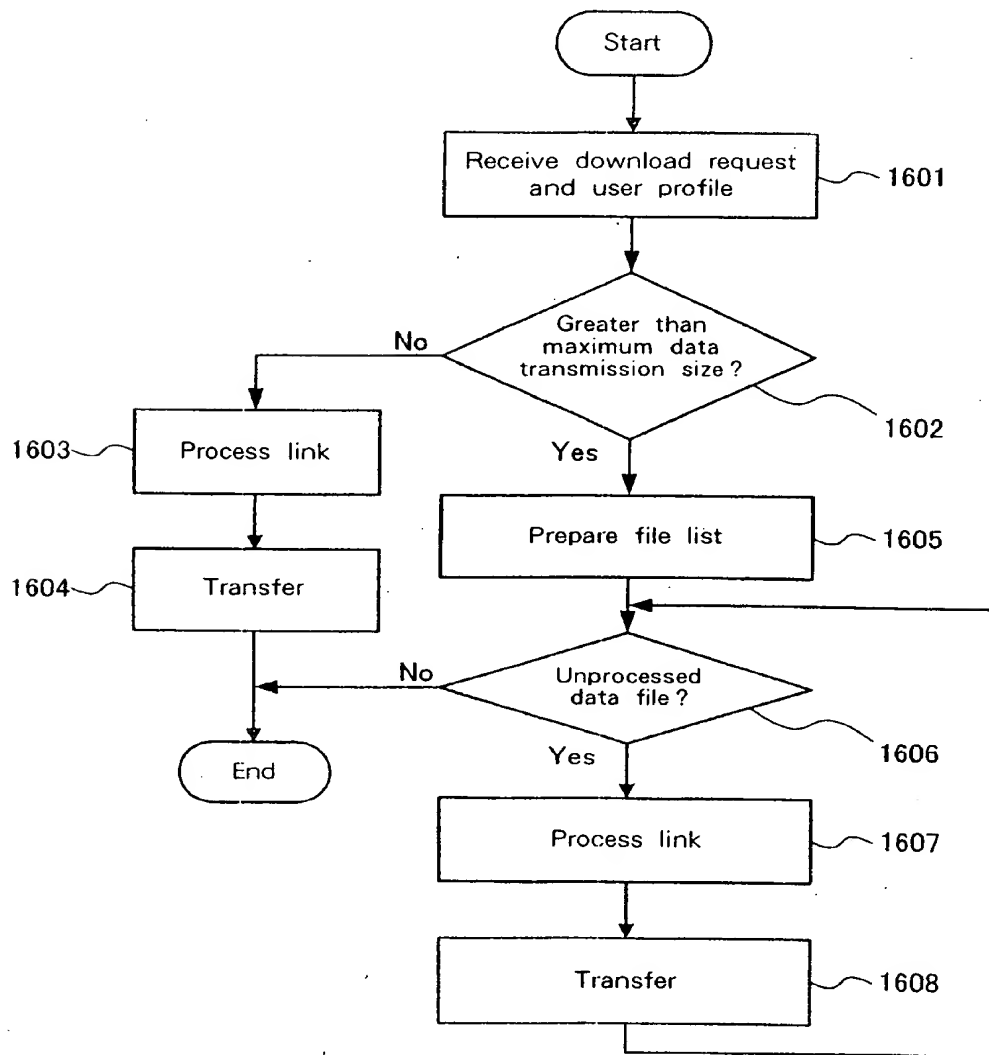 Start
Receive download request
and user profile
1601
Greater than
maximum data
transmission size?
No
1602
Yes
1603
Process link
Prepare file list
1605
1604
Transfer
No
Unprocessed
data file?
1606
Yes
End
Process link
1607
Transfer
1608